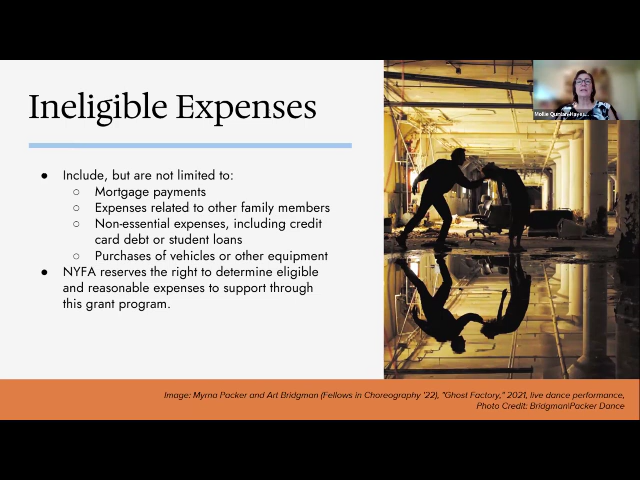 Ineligible Expenses
● Include, but are not limited to:
○ Mortgage payments
○ Expenses related to other family members
○ Non-essential expenses, including credit
card debt or student loans
○ Purchases of vehicles or other equipment
● NYFA reserves the right to determine eligible
and reasonable expenses to support through
this grant program.
Mollie Quinlan-Hayes
Image: Myrna Packer and Art Bridgman (Fellows in Choreography '22), "Ghost Factory," 2021, live dance performance,
Photo Credit: Bridgman|Packer Dance